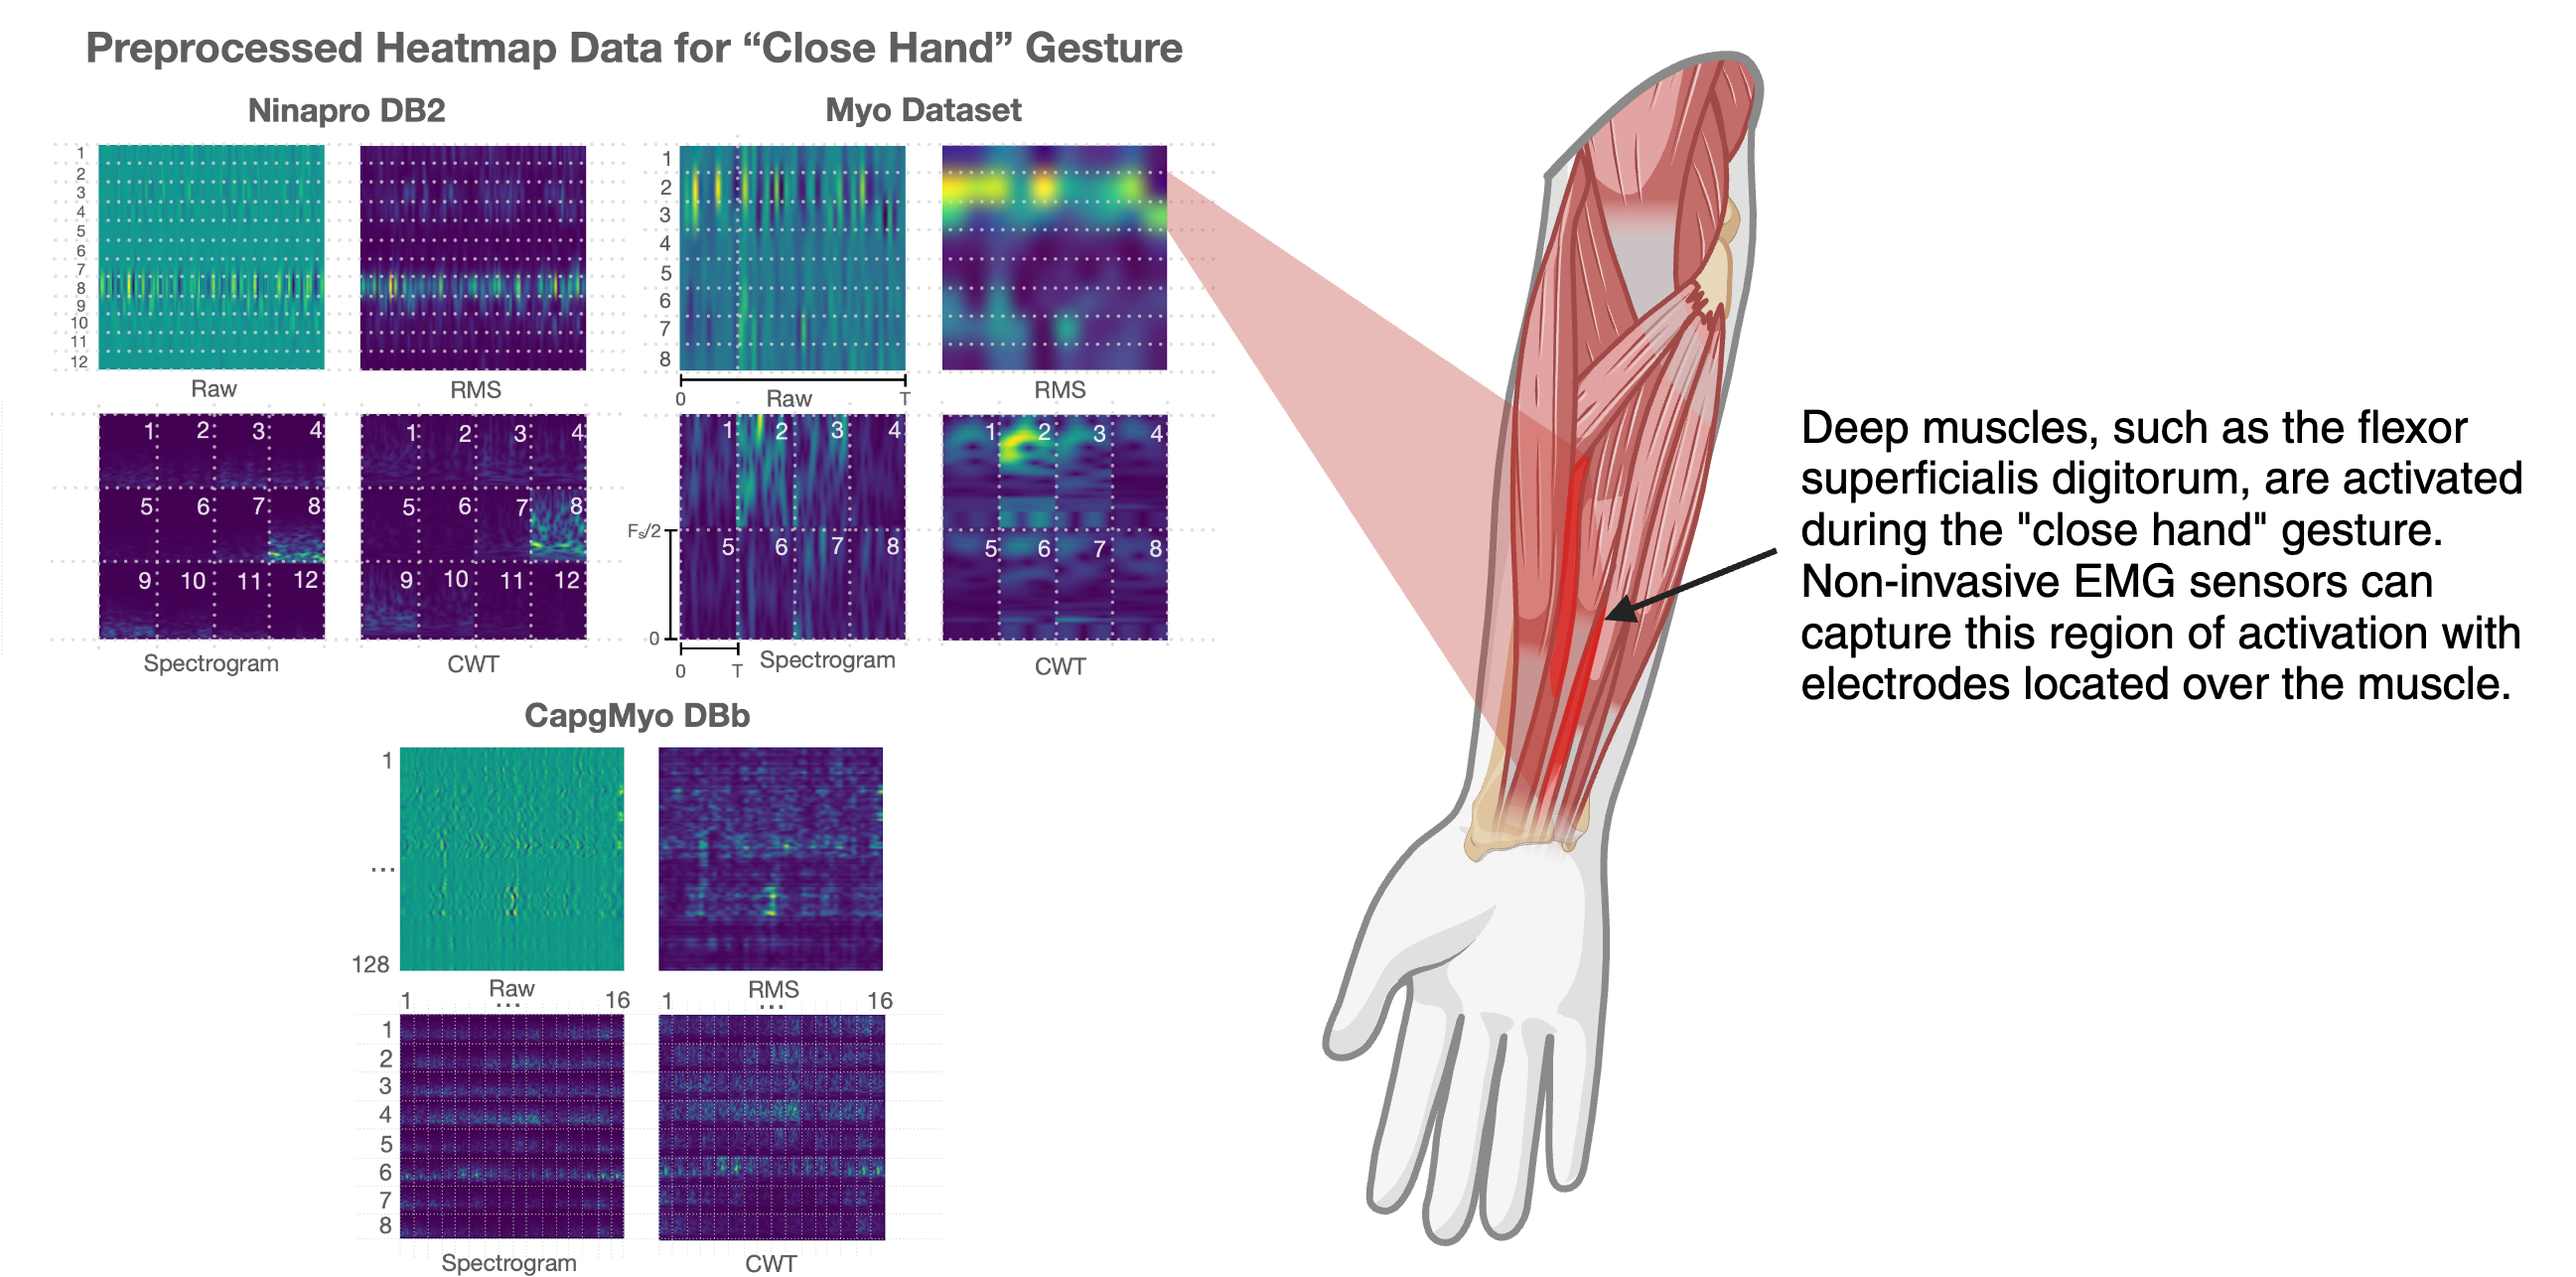 Preprocessed Heatmap Data for “Close Hand” Gesture
Ninapro DB2
1
2
3
4
5
6
7
8
9
10
11
12
Raw
RMS
1 2 3 4
5 6 7 8
9 10 11 12
Spectrogram
1 2 3 4
5 6 7 8
9 10 11 12
CWT
Myo Dataset
1
2
3
4
5
6
7
8
0 Raw T
RMS
Fs/2
0
1 2 3 4
5 6 7 8
0 T Spectrogram
1 2 3 4
5 6 7 8
CWT
CapgMyo DBb
1
...
128
Raw
RMS
1 ... 16
1 ... 16
1
2
3
4
5
6
7
8
Spectrogram
CWT
Deep muscles, such as the flexor
superficialis digitorum, are activated
during the "close hand" gesture.
Non-invasive EMG sensors can
capture this region of activation with
electrodes located over the muscle.